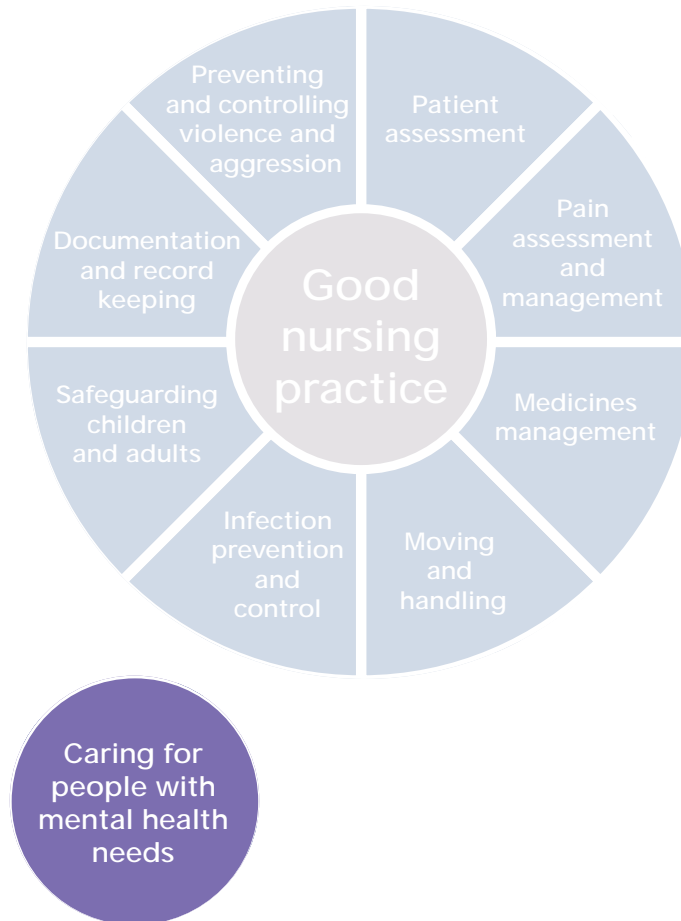 Preventing
and controlling
violence and
aggression
Patient
assessment
Pain
assessment
and
management
Medicines
management
Moving
and
handling
Infection
prevention
and
control
Safeguarding
children
and adults
Documentation
and record
keeping
Good
nursing
practice
Caring for
people with
mental health
needs